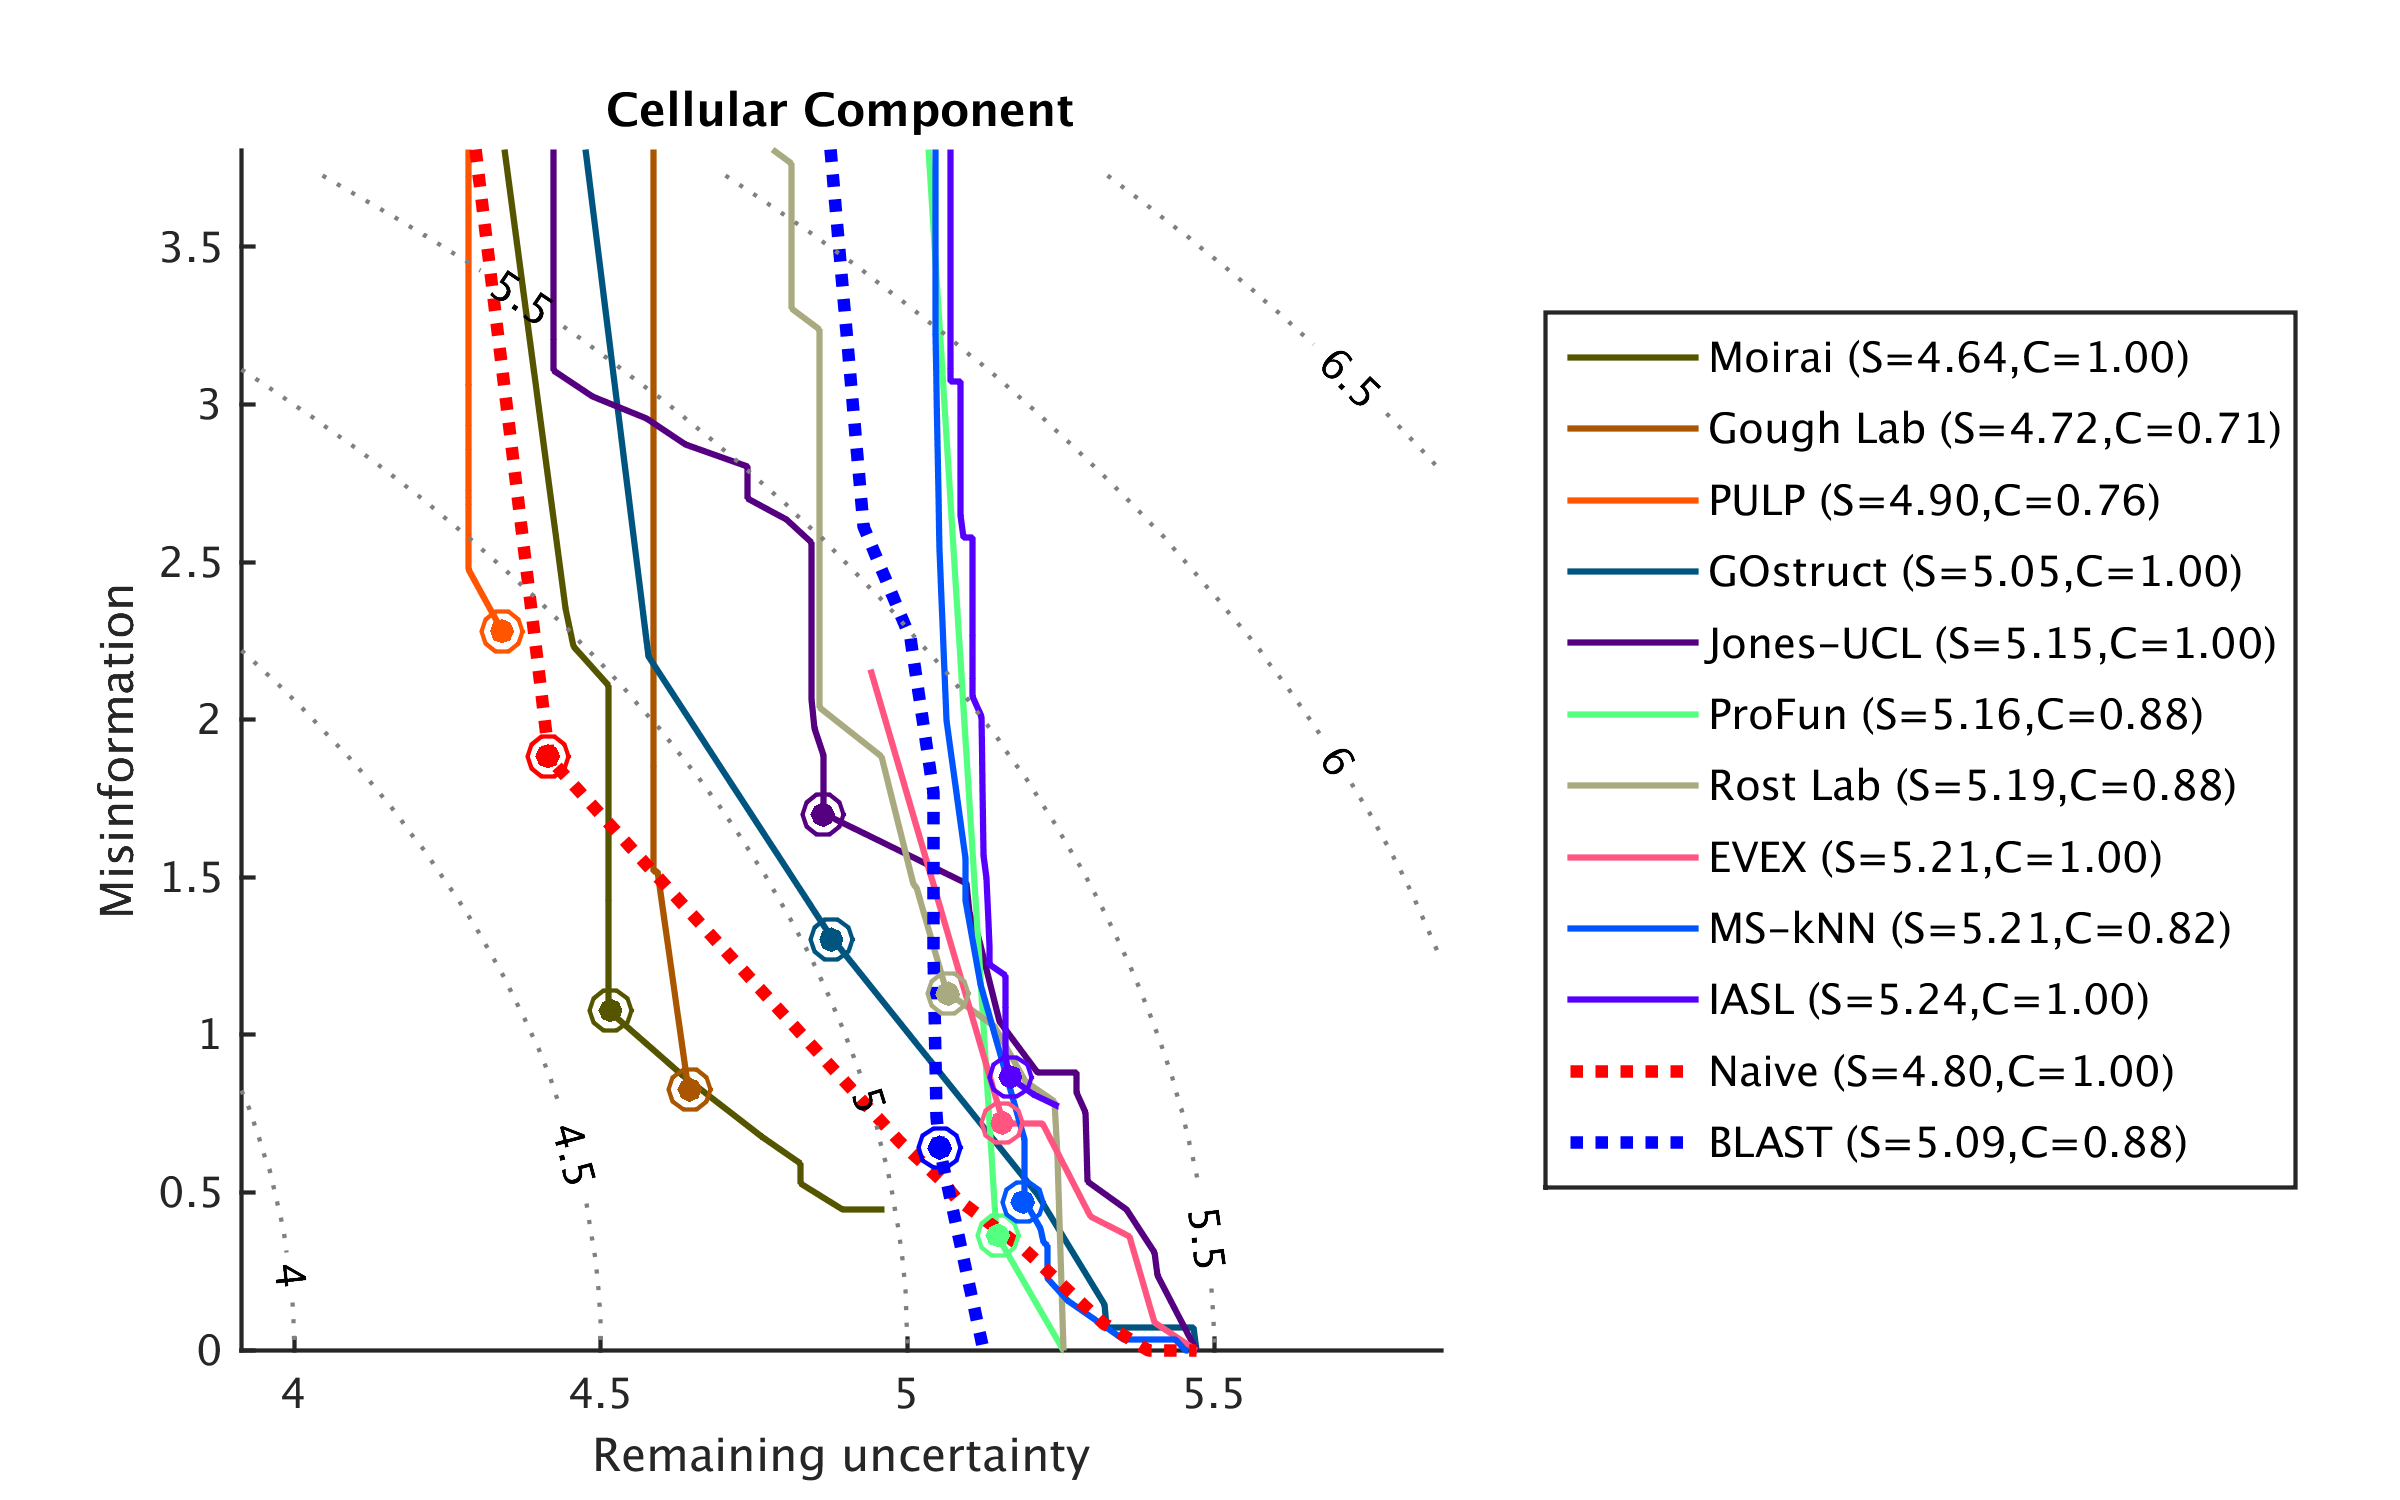 Cellular Component
Misinformation
3.5
3
2.5
2
1.5
1
0.5
0
4
4.5
5
5.5
Remaining uncertainty
5.5
6.5
6
5
4.5
5.5
4
Moirai (S=4.64,C=1.00)
Gough Lab (S=4.72,C=0.71)
PULP (S=4.90,C=0.76)
GOstruct (S=5.05,C=1.00)
Jones-UCL (S=5.15,C=1.00)
ProFun (S=5.16,C=0.88)
Rost Lab (S=5.19,C=0.88)
EVEX (S=5.21,C=1.00)
MS-kNN (S=5.21,C=0.82)
IASL (S=5.24,C=1.00)
Naive (S=4.80,C=1.00)
BLAST (S=5.09,C=0.88)